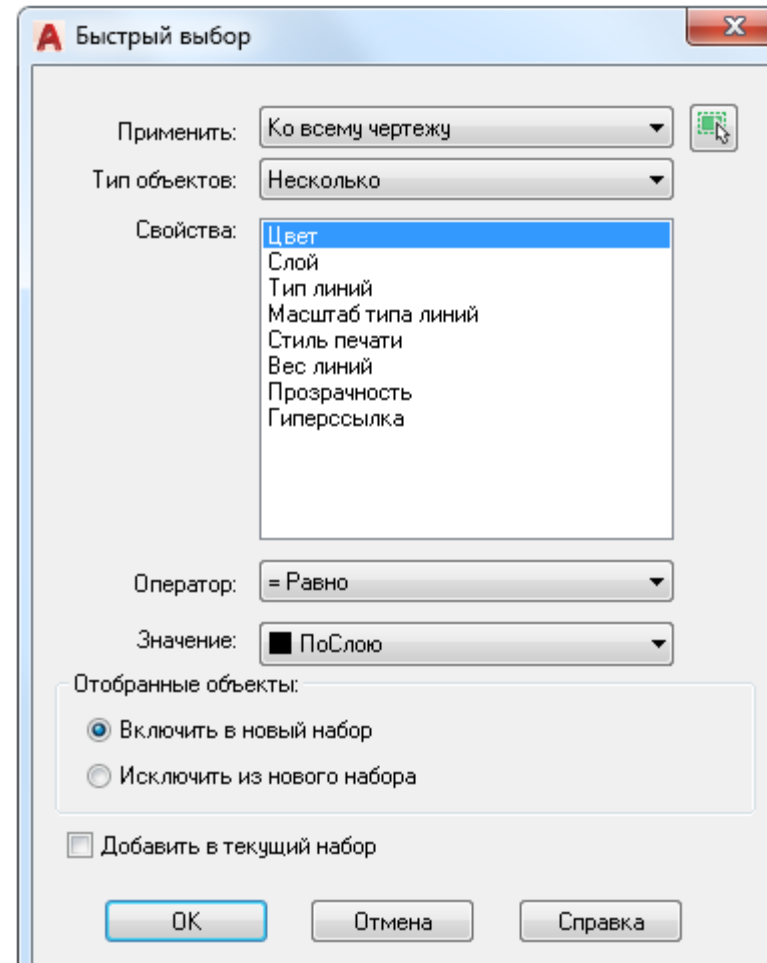 Быстрый выбор
Применить: Ко всему чертежу
Тип объектов: Несколько
Свойства: Цвет
Слой
Тип линий
Масштаб типа линий
Стиль печати
Вес линий
Прозрачность
Гиперссылка
Оператор: = Равно
Значение: ПоСлою
Отобранные объекты:
Включить в новый набор
Исключить из нового набора
Добавить в текущий набор
ОК Отмена Справка